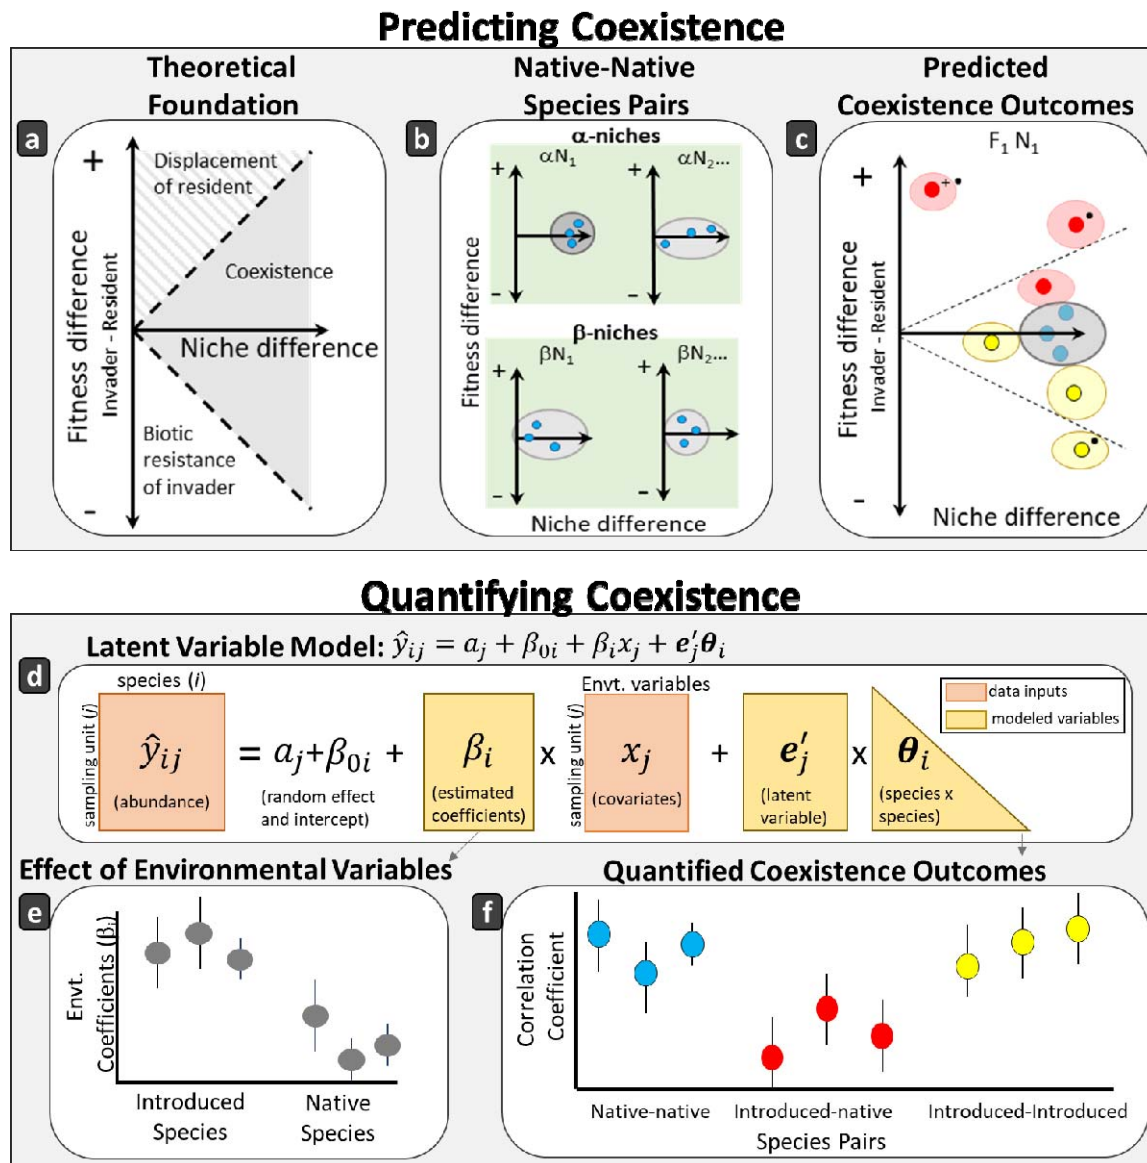 Predicting Coexistence
Theoretical
Foundation
a
+
Displacement
of resident
Coexistence
Fitness difference
Invader – Resident
Niche difference
Biotic
resistance
of invader
-
Native-Native
Species Pairs
b
α-niches
αN₁
αN₂...
+
+
–
–
β-niches
βN₁
βN₂...
+
+
–
–
Fitness difference
Niche difference
Predicted
Coexistence Outcomes
c
F₁ N₁
+
+
Fitness difference
Invader – Resident
–
Niche difference
Quantifying Coexistence
Latent Variable Model: ŷᵢⱼ = aⱼ + β₀ᵢ + βᵢxⱼ + e′ⱼθᵢ
d
species (i)
Envt. variables
data inputs
modeled variables
sampling unit (j)
ŷᵢⱼ
(abundance)
= aⱼ+β₀ᵢ +
(random effect
and intercept)
βᵢ
(estimated
coefficients)
x
sampling unit (j)
xⱼ
(covariates)
+
e′ⱼ
(latent
variable)
x
θᵢ
(species x
species)
Effect of Environmental Variables
e
Envt.
Coefficients (βᵢ)
Introduced
Species
Native
Species
Quantified Coexistence Outcomes
f
Correlation
Coefficient
Native-native
Introduced-native
Introduced-Introduced
Species Pairs